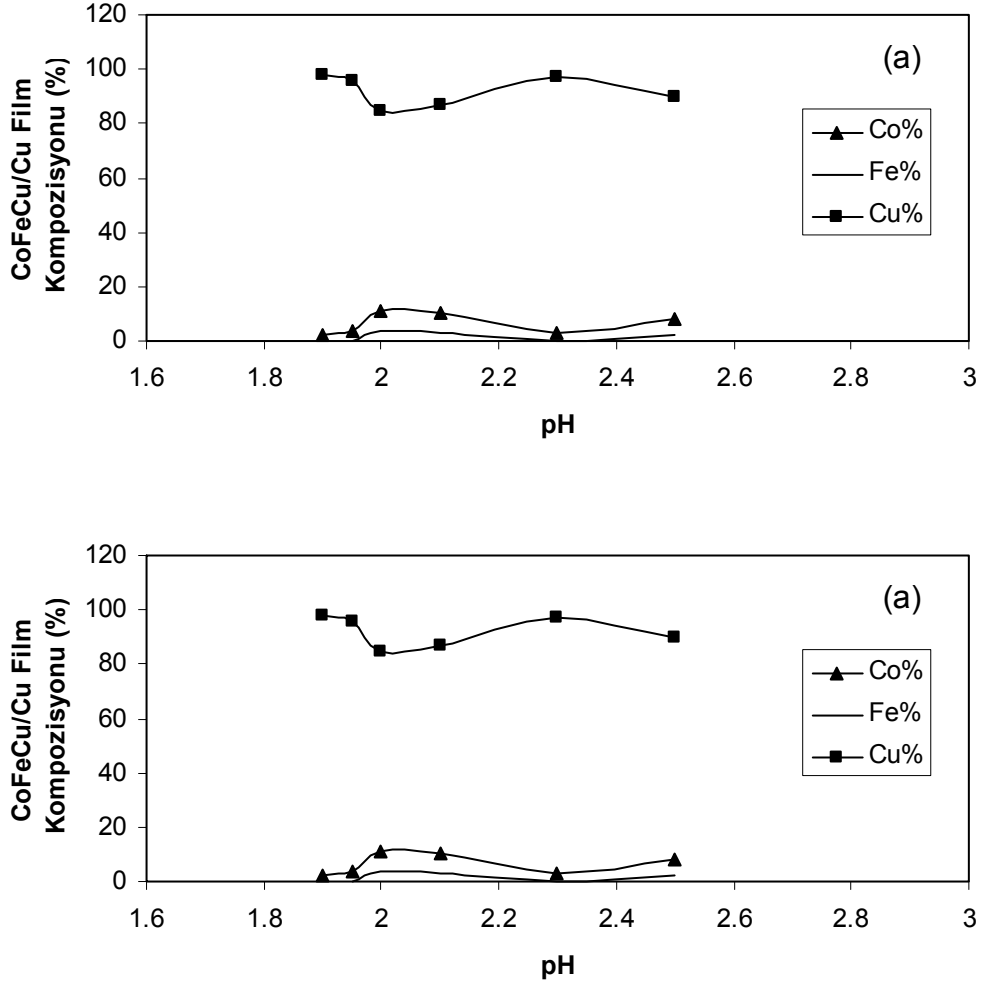 120
100
80
60
40
20
0
CoFeCu/Cu Film
Kompozisyonu (%)
(a)
Co%
Fe%
Cu%
1.6 1.8 2 2.2 2.4 2.6 2.8 3
pH
120
100
80
60
40
20
0
CoFeCu/Cu Film
Kompozisyonu (%)
(a)
Co%
Fe%
Cu%
1.6 1.8 2 2.2 2.4 2.6 2.8 3
pH